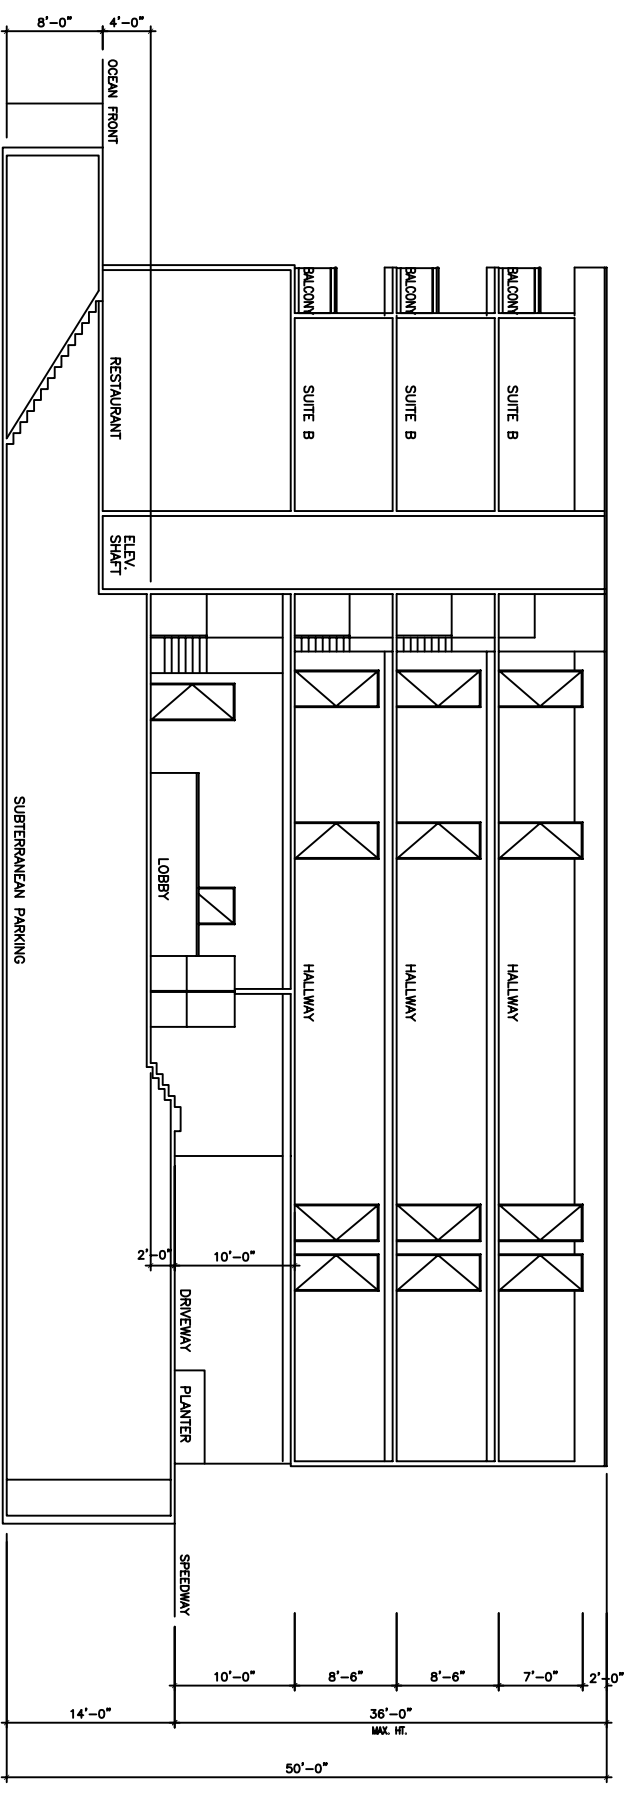 8'-0"
4'-0"
OCEAN FRONT
BALCONY
BALCONY
BALCONY
RESTAURANT
SUITE B
SUITE B
SUITE B
ELEV.
SHAFT
SUBTERRANEAN PARKING
LOBBY
HALLWAY
HALLWAY
HALLWAY
2'-0"
10'-0"
DRIVEWAY
PLANTER
SPEEDWAY
10'-0"
8'-6"
8'-6"
7'-0"
2'-0"
14'-0"
36'-0"
MAX. HT.
50'-0"